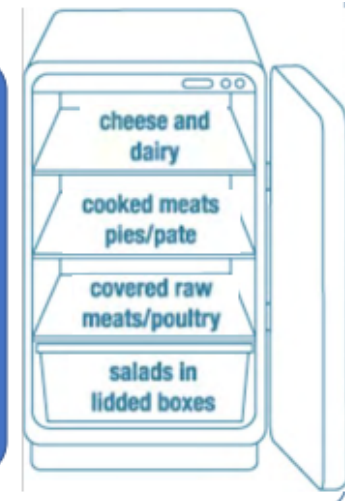 cheese and
dairy
cooked meats
pies/pate
covered raw
meats/poultry
salads in
lidded boxes